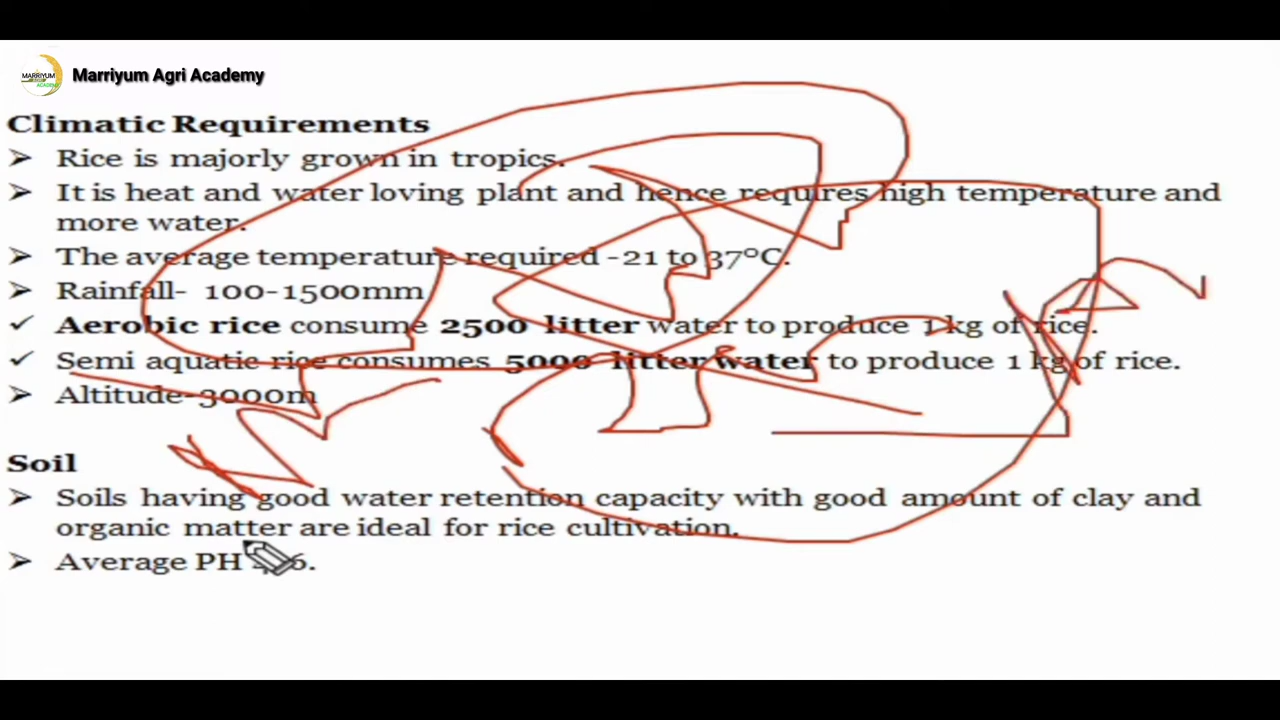 MARRIYUM
ACADEMY
Marriyum Agri Academy
Climatic Requirements
➢ Rice is majorly grown in tropics.
➢ It is heat and water loving plant and hence requires high temperature and
more water.
➢ The average temperature required -21 to 37°C.
➢ Rainfall- 100-1500mm
✓ Aerobic rice consume 2500 litter water to produce 1 kg of rice.
✓ Semi aquatic rice consumes 5000 litter water to produce 1 kg of rice.
➢ Altitude-3000m
Soil
➢ Soils having good water retention capacity with good amount of clay and
organic matter are ideal for rice cultivation.
➢ Average PH 6.